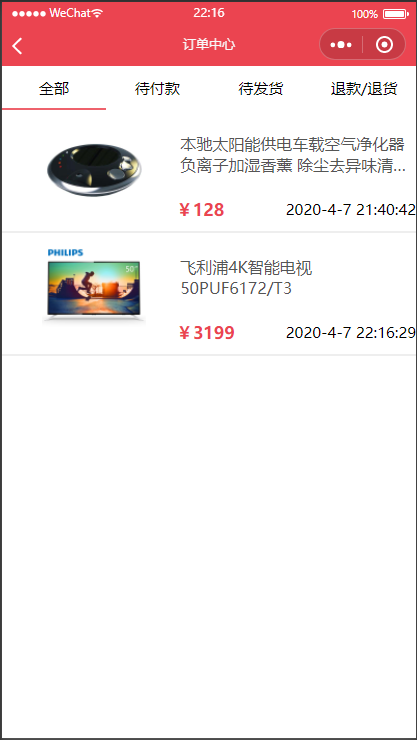 WeChat 22:16 100%
订单中心
全部 待付款 待发货 退款/退货
本驰太阳能供电车载空气净化器
负离子加湿香薰 除尘去异味清...
￥128 2020-4-7 21:40:42
PHILIPS
50"
飞利浦4K智能电视
50PUF6172/T3
￥3199 2020-4-7 22:16:29